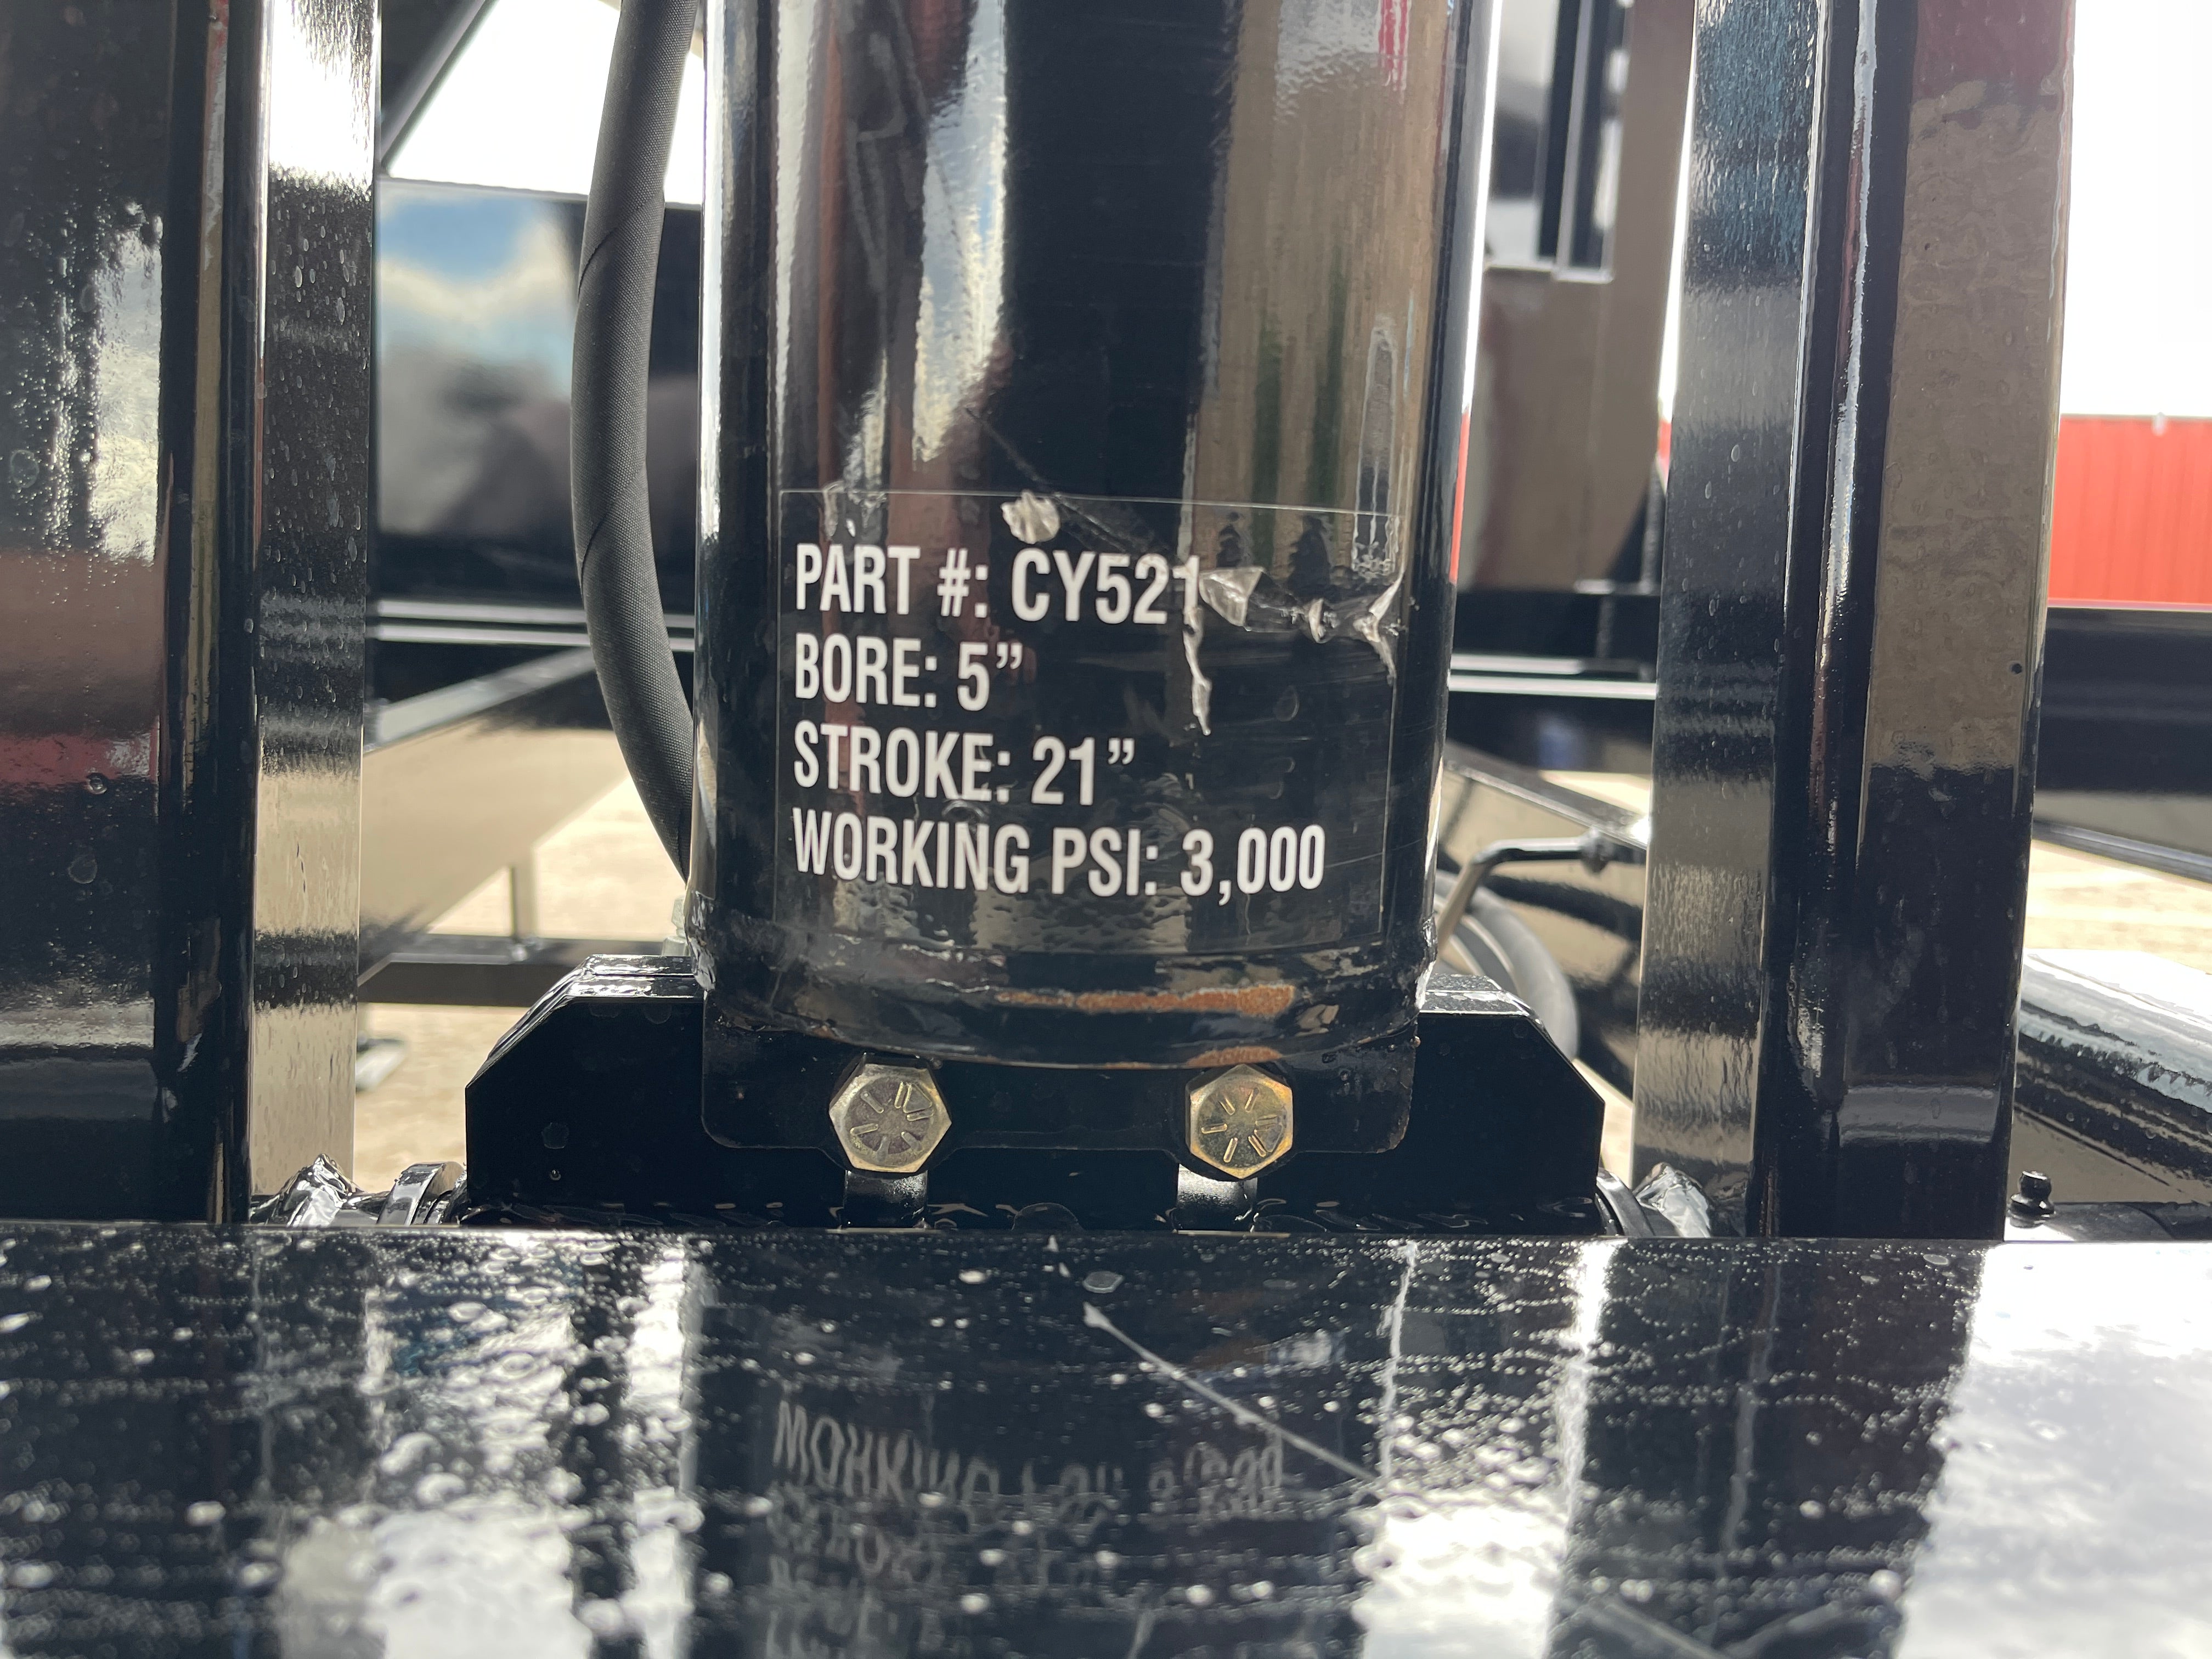 PART #: CY521
BORE: 5”
STROKE: 21”
WORKING PSI: 3,000